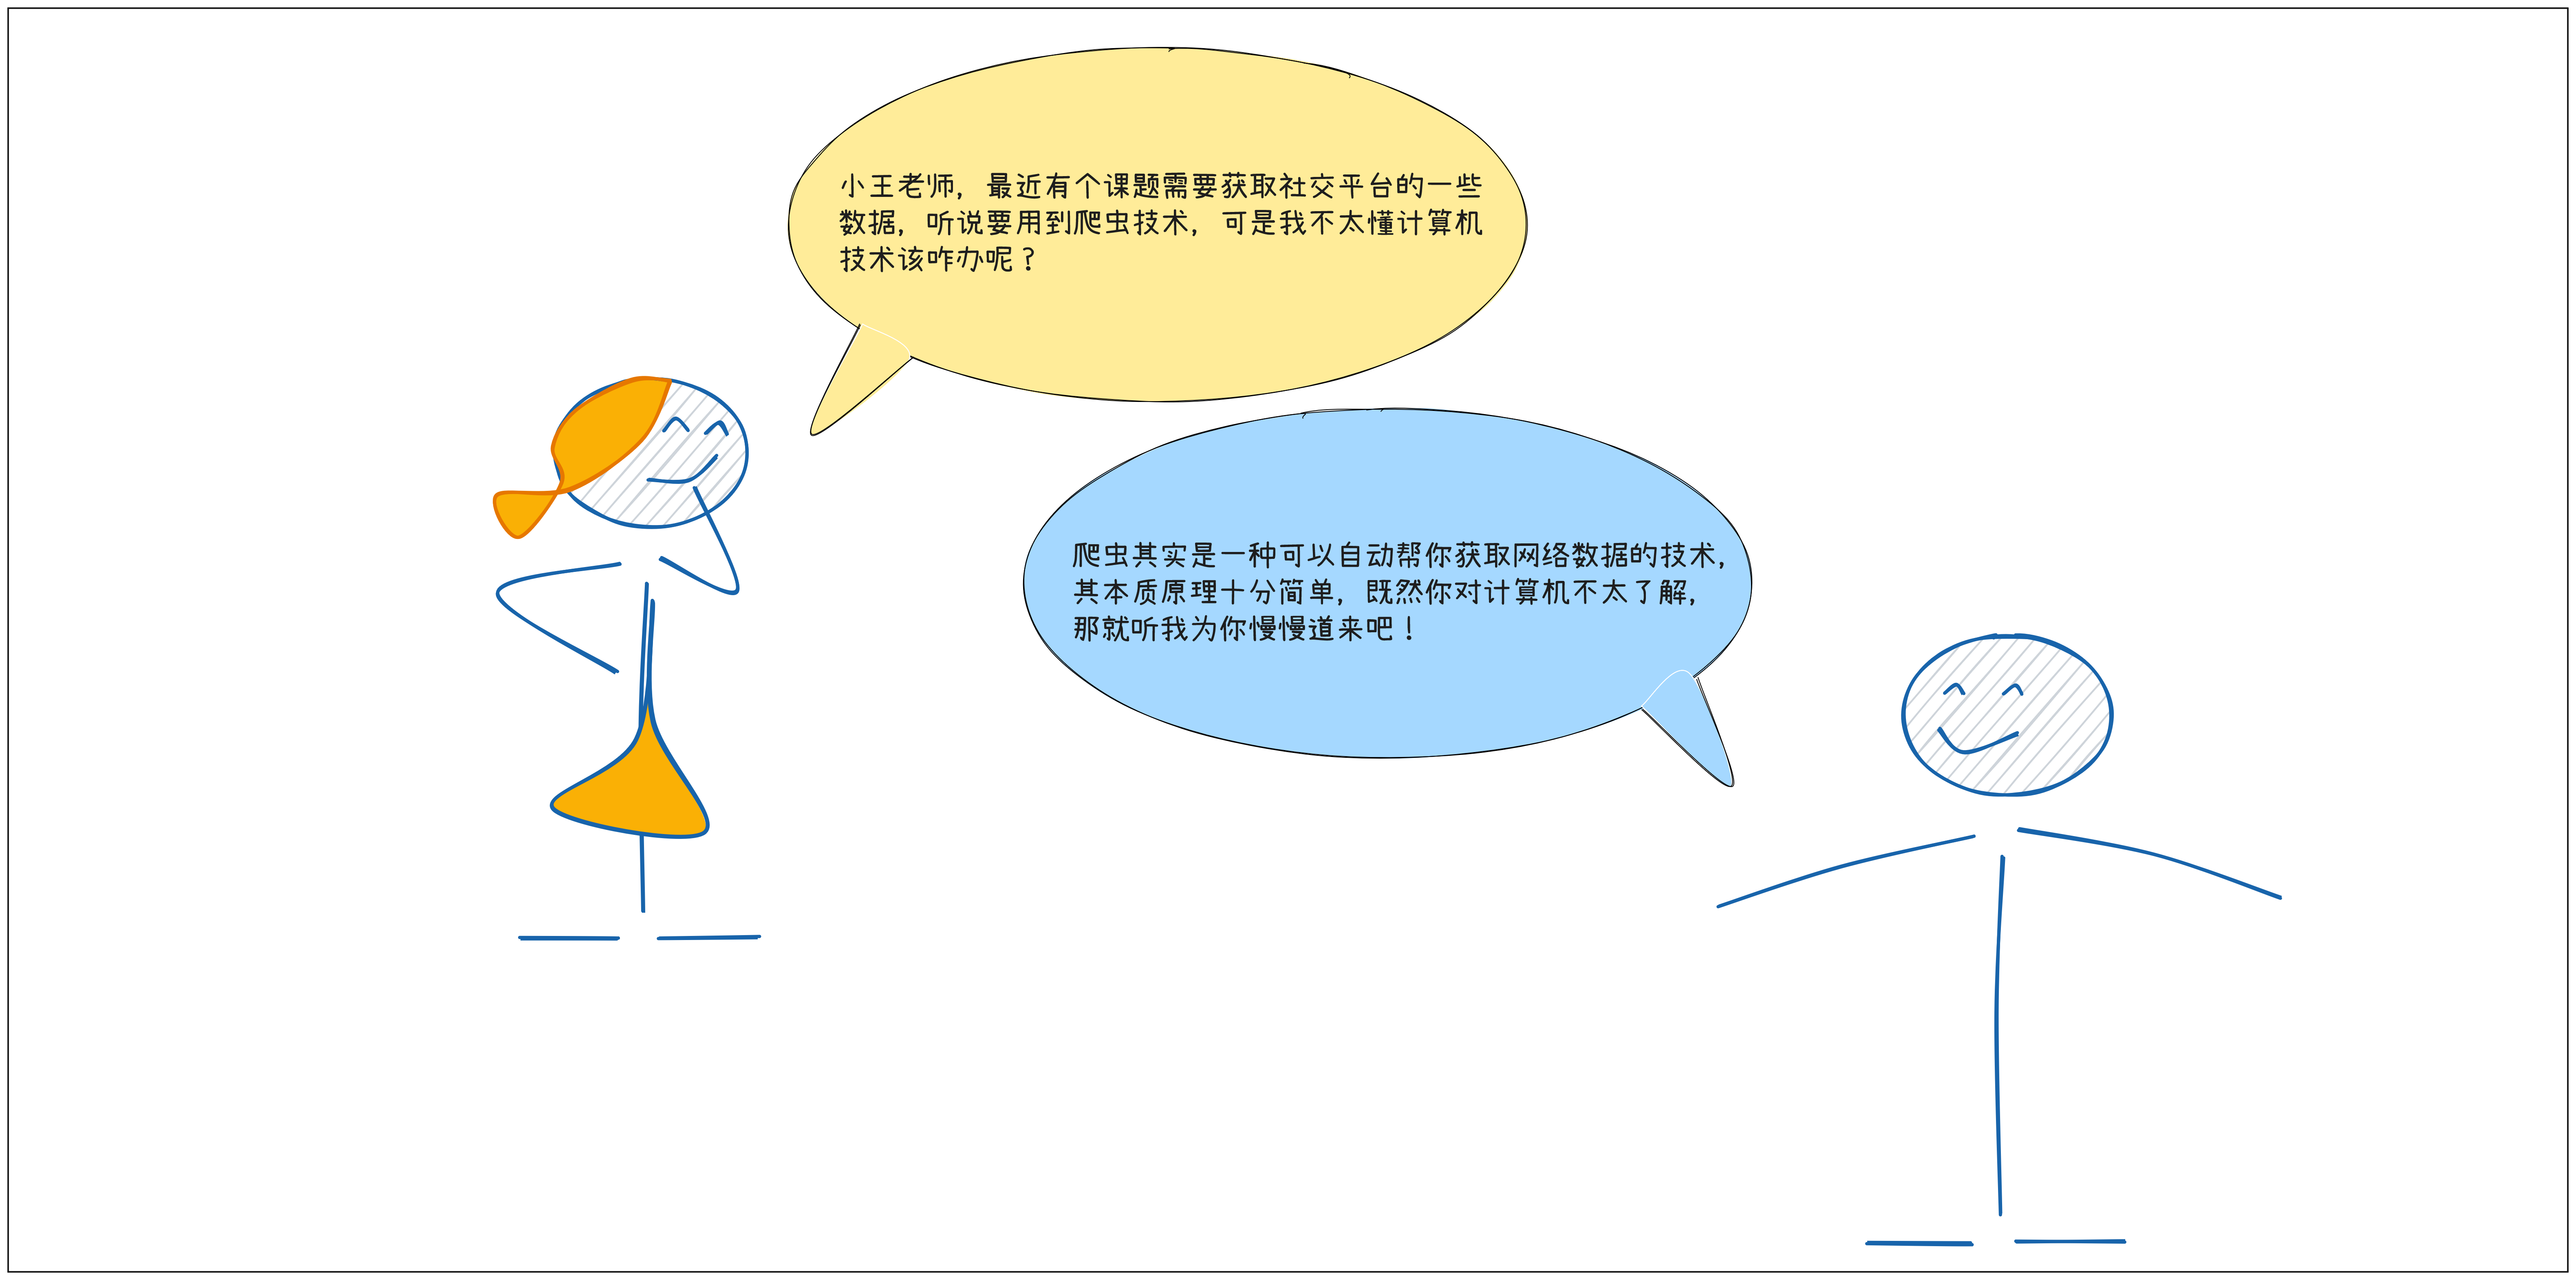 小王老师，最近有个课题需要获取社交平台的一些
数据，听说要用到爬虫技术，可是我不太懂计算机
技术该咋办呢？
爬虫其实是一种可以自动帮你获取网络数据的技术，
其本质原理十分简单，既然你对计算机不太了解，
那就听我为你慢慢道来吧！